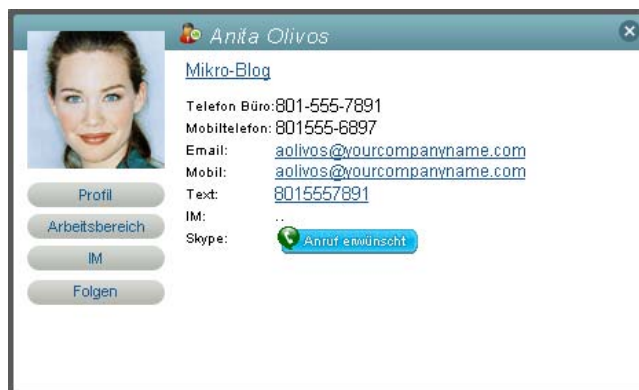 Anita Olivos
Mikro-Blog
Telefon Büro: 801-555-7891
Mobiltelefon: 801555-6897
Email: aolivos@yourcompanyname.com
Mobil: aolivos@yourcompanyname.com
Text: 8015557891
IM: ..
Skype: Anruf erwünscht
Profil
Arbeitsbereich
IM
Folgen